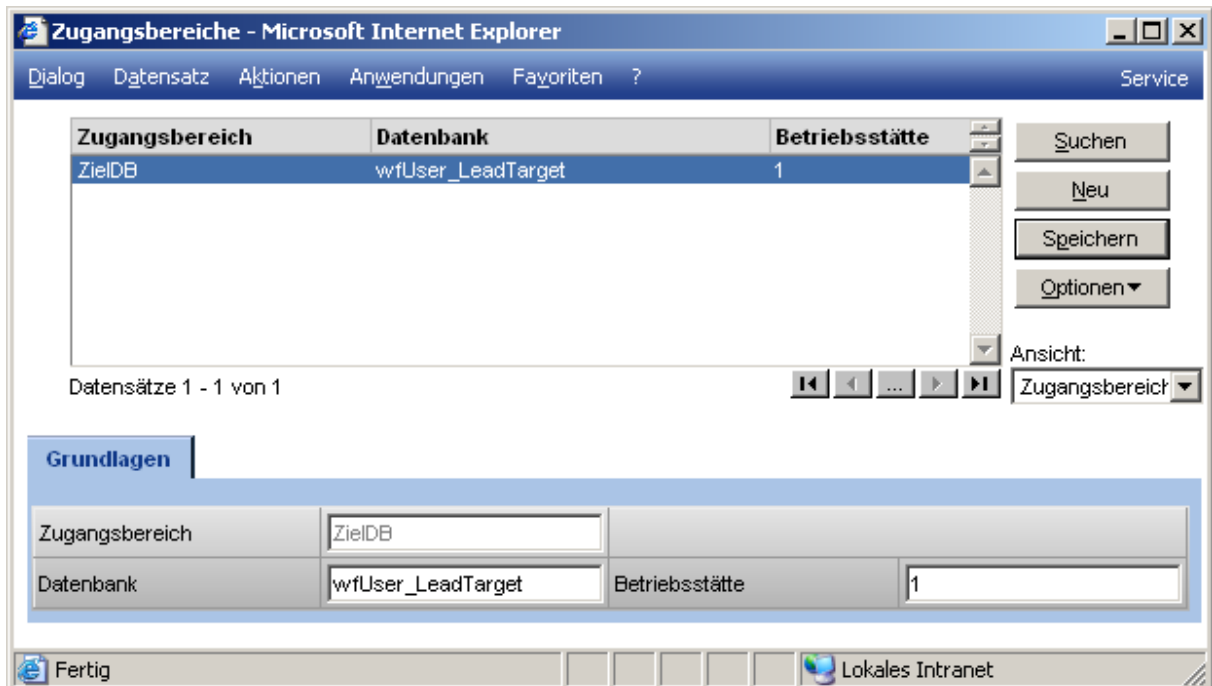 Zugangsbereiche - Microsoft Internet Explorer
Dialog Datensatz Aktionen Anwendungen Favoriten ? Service
Zugangsbereich Datenbank Betriebsstätte
Suchen
ZielDB wfUser_LeadTarget 1
Neu
Speichern
Optionen
Ansicht:
Datensätze 1 - 1 von 1 ... Zugangsbereich
Grundlagen
Zugangsbereich ZielDB
Datenbank wfUser_LeadTarget Betriebsstätte 1
Fertig Lokales Intranet